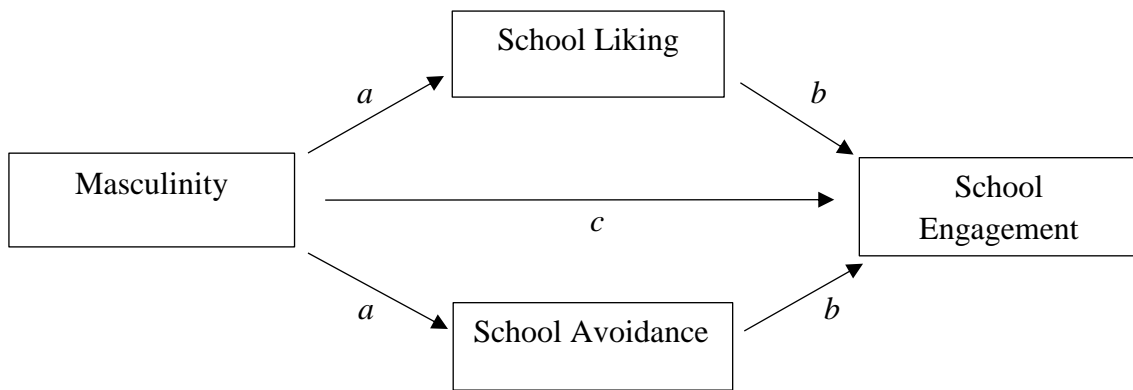 School Liking
a
b
Masculinity
School
Engagement
c
a
b
School Avoidance